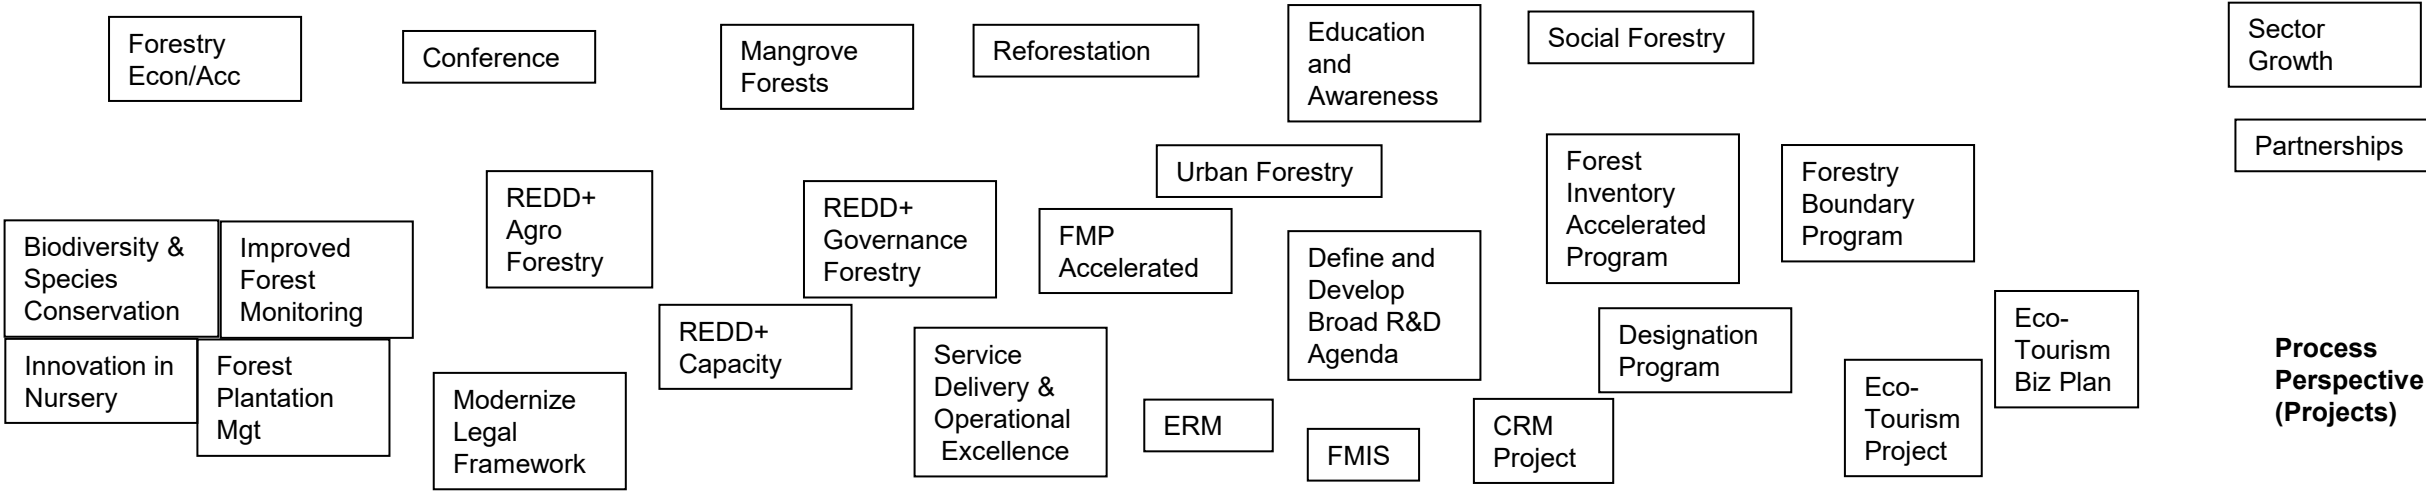 Forestry
Econ/Acc
Conference
Mangrove
Forests
Reforestation
Education
and
Awareness
Social Forestry
Sector
Growth
Partnerships
Urban Forestry
Forest
Inventory
Accelerated
Program
Forestry
Boundary
Program
REDD+
Agro
Forestry
REDD+
Governance
Forestry
FMP
Accelerated
Biodiversity &
Species
Conservation
Improved
Forest
Monitoring
Define and
Develop
Broad R&D
Agenda
REDD+
Capacity
Service
Delivery &
Operational
Excellence
Designation
Program
Eco-
Tourism
Biz Plan
Process
Perspective
(Projects)
Innovation in
Nursery
Forest
Plantation
Mgt
Modernize
Legal
Framework
ERM
FMIS
CRM
Project
Eco-
Tourism
Project